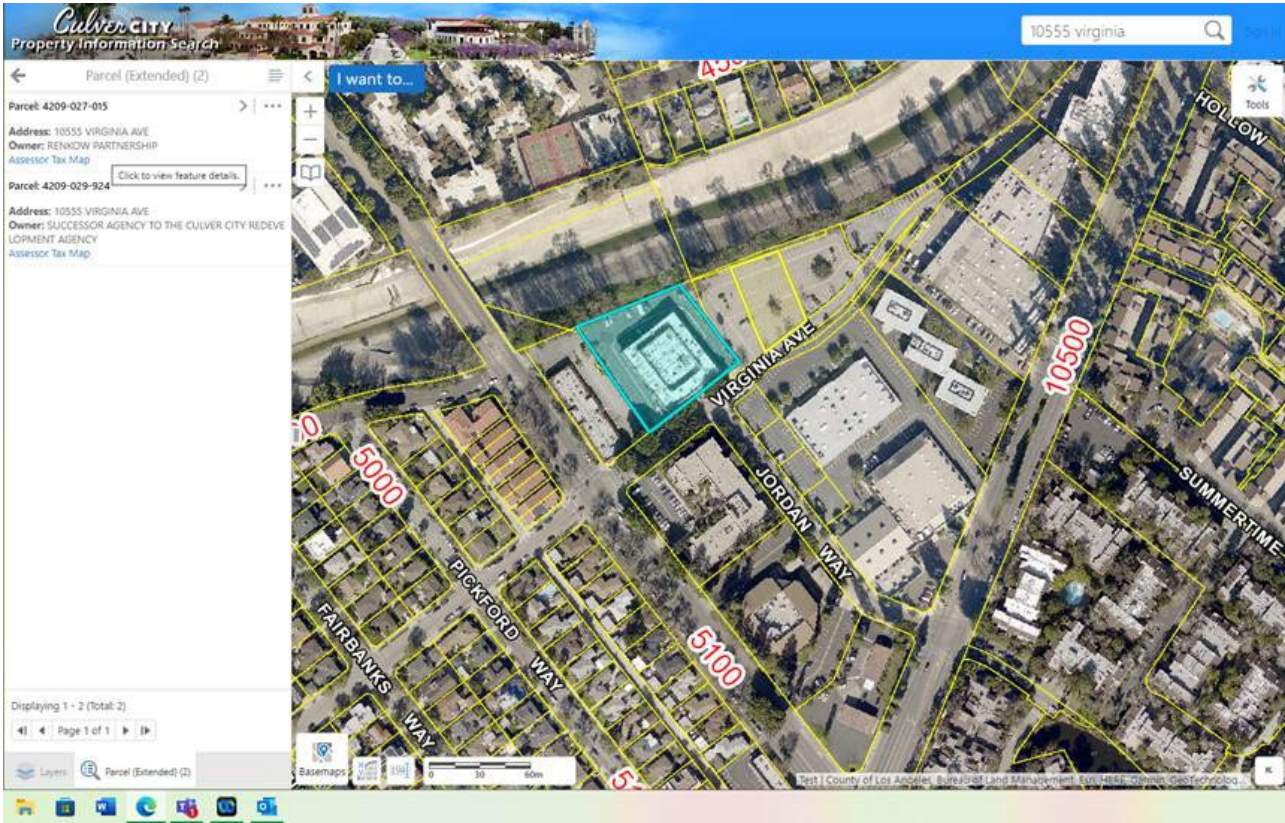 Culver CITY
Property Information Search
10555 virginia
Sign in
Parcel (Extended) (2)
I want to...
Tools
Parcel: 4209-027-015
Address: 10555 VIRGINIA AVE
Owner: RENKOW PARTNERSHIP
Assessor Tax Map
Click to view feature details.
Parcel: 4209-029-924
Address: 10555 VIRGINIA AVE
Owner: SUCCESSOR AGENCY TO THE CULVER CITY REDEVE
LOPMENT AGENCY
Assessor Tax Map
HOLLOW
VIRGINIA AVE
10500
5000
JORDAN WAY
SUMMERTIME
PICKFORD WAY
FAIRBANKS WAY
5100
Displaying 1 - 2 (Total: 2)
Page 1 of 1
Layers
Parcel (Extended) (2)
Basemaps
0 30 60m
Test | County of Los Angeles, Bureau of Land Management, Esri, HERE, Garmin, GeoTechnolog...